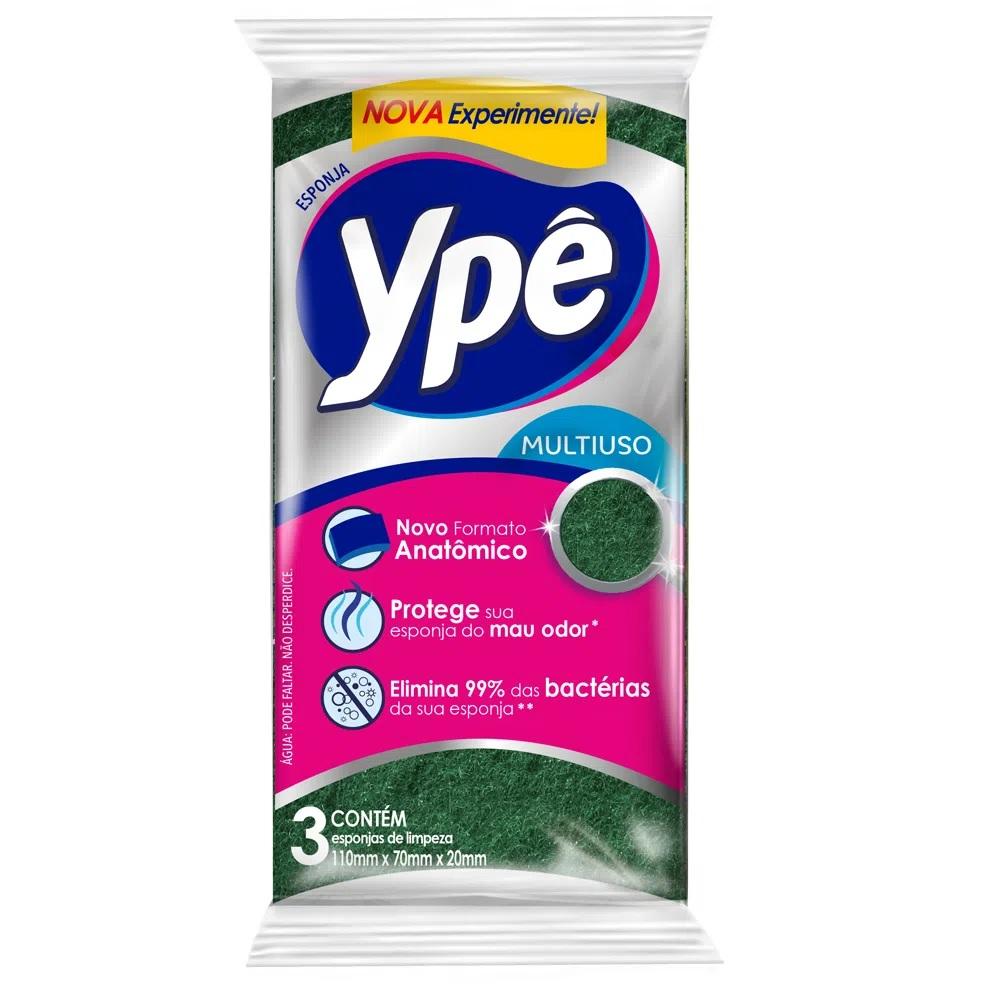 NOVA Experimente!
ESPONJA
Ypê
MULTIUSO
Novo Formato
Anatômico
Protege sua
esponja do mau odor*
Elimina 99% das bactérias
da sua esponja**
ÁGUA: PODE FALTAR. NÃO DESPERDICE.
3 CONTÉM
esponjas de limpeza
110mm x 70mm x 20mm